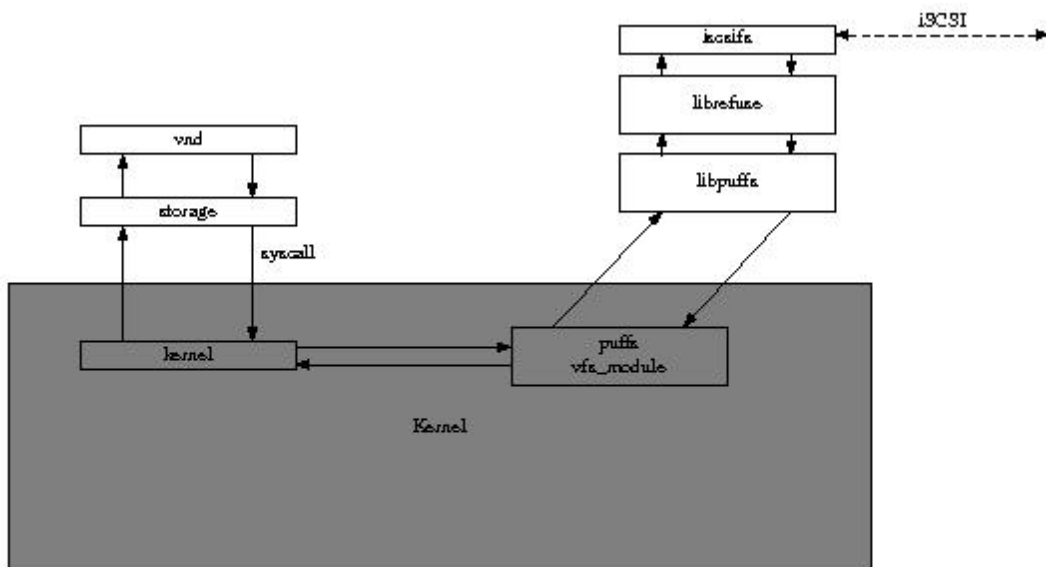 iSCSI
iscsifs
librefuse
vnd
libpuffs
storage
syscall
puffs
vfs_module
kernel
Kernel